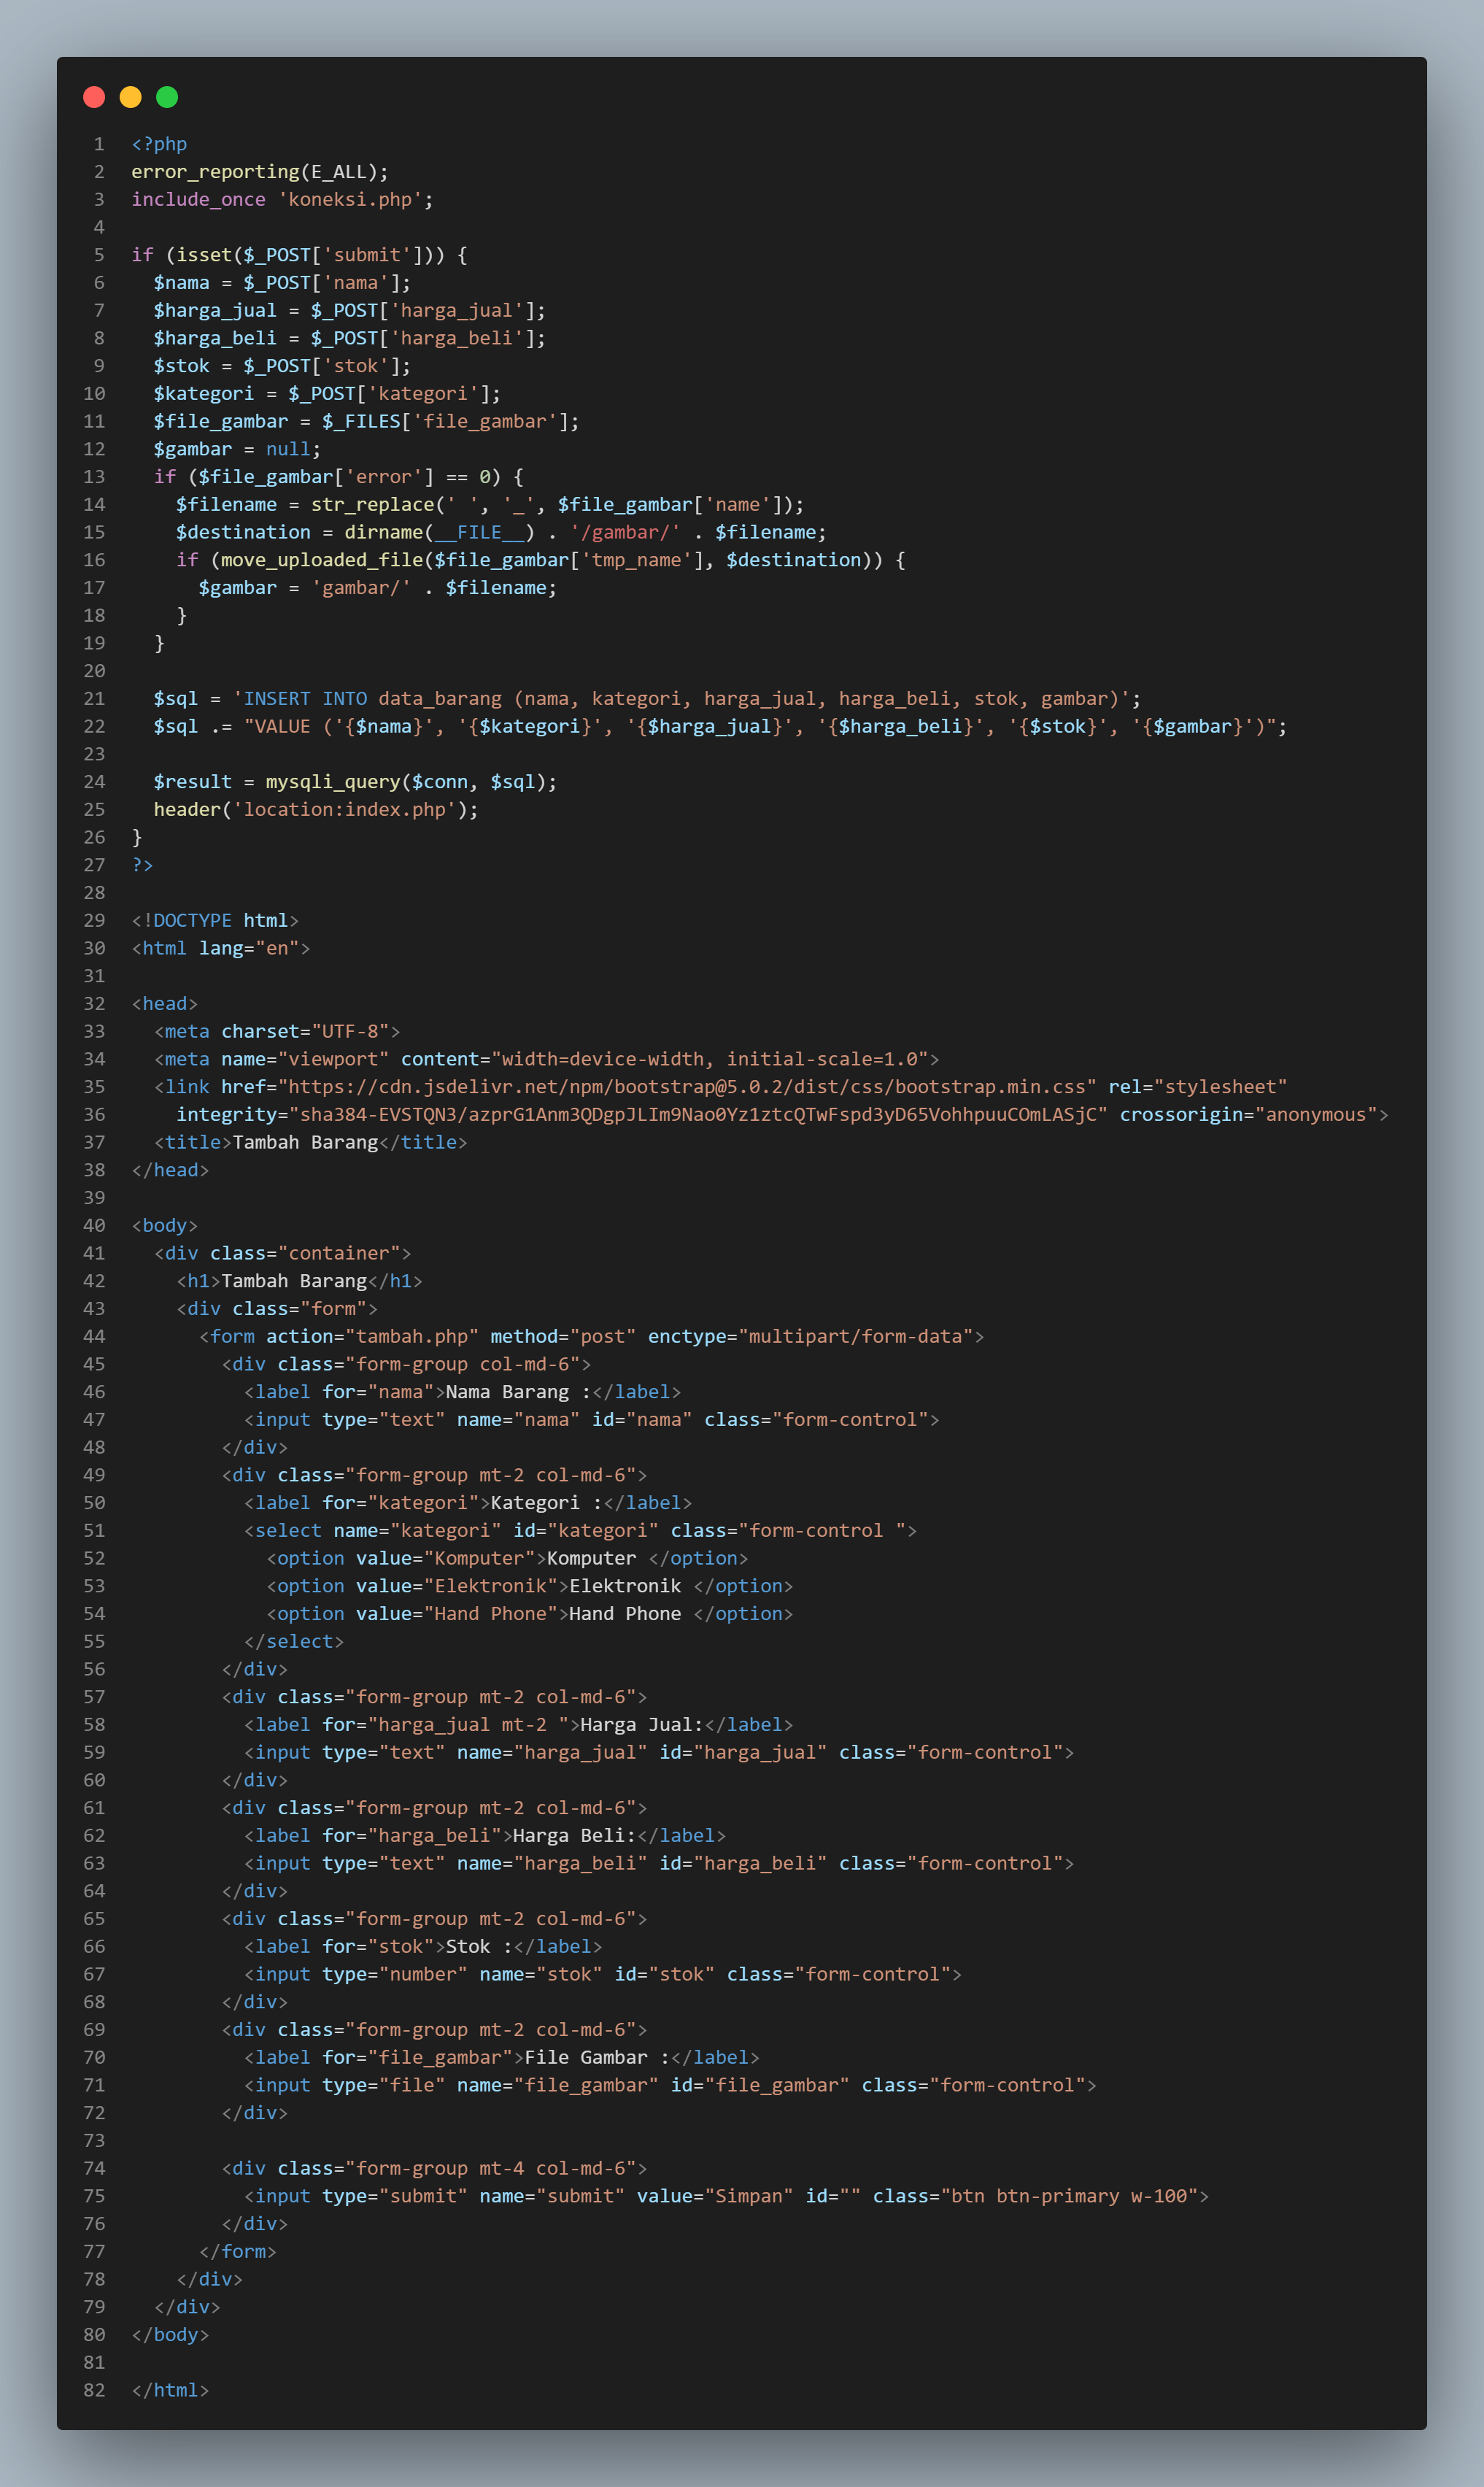 1 <?php
2 error_reporting(E_ALL);
3 include_once 'koneksi.php';
4
5 if (isset($_POST['submit'])) {
6   $nama = $_POST['nama'];
7   $harga_jual = $_POST['harga_jual'];
8   $harga_beli = $_POST['harga_beli'];
9   $stok = $_POST['stok'];
10   $kategori = $_POST['kategori'];
11   $file_gambar = $_FILES['file_gambar'];
12   $gambar = null;
13   if ($file_gambar['error'] == 0) {
14     $filename = str_replace(' ', '_', $file_gambar['name']);
15     $destination = dirname(__FILE__) . '/gambar/' . $filename;
16     if (move_uploaded_file($file_gambar['tmp_name'], $destination)) {
17       $gambar = 'gambar/' . $filename;
18     }
19   }
20
21   $sql = 'INSERT INTO data_barang (nama, kategori, harga_jual, harga_beli, stok, gambar)';
22   $sql .= "VALUE ('{$nama}', '{$kategori}', '{$harga_jual}', '{$harga_beli}', '{$stok}', '{$gambar}')";
23
24   $result = mysqli_query($conn, $sql);
25   header('location:index.php');
26 }
27 ?>
28
29 <!DOCTYPE html>
30 <html lang="en">
31
32 <head>
33   <meta charset="UTF-8">
34   <meta name="viewport" content="width=device-width, initial-scale=1.0">
35   <link href="https://cdn.jsdelivr.net/npm/bootstrap@5.0.2/dist/css/bootstrap.min.css" rel="stylesheet"
36     integrity="sha384-EVSTQN3/azprG1Anm3QDgpJLIm9Nao0Yz1ztcQTwFspd3yD65VohhpuuCOmLASjC" crossorigin="anonymous">
37   <title>Tambah Barang</title>
38 </head>
39
40 <body>
41   <div class="container">
42     <h1>Tambah Barang</h1>
43     <div class="form">
44       <form action="tambah.php" method="post" enctype="multipart/form-data">
45         <div class="form-group col-md-6">
46           <label for="nama">Nama Barang :</label>
47           <input type="text" name="nama" id="nama" class="form-control">
48         </div>
49         <div class="form-group mt-2 col-md-6">
50           <label for="kategori">Kategori :</label>
51           <select name="kategori" id="kategori" class="form-control ">
52             <option value="Komputer">Komputer </option>
53             <option value="Elektronik">Elektronik </option>
54             <option value="Hand Phone">Hand Phone </option>
55           </select>
56         </div>
57         <div class="form-group mt-2 col-md-6">
58           <label for="harga_jual mt-2 ">Harga Jual:</label>
59           <input type="text" name="harga_jual" id="harga_jual" class="form-control">
60         </div>
61         <div class="form-group mt-2 col-md-6">
62           <label for="harga_beli">Harga Beli:</label>
63           <input type="text" name="harga_beli" id="harga_beli" class="form-control">
64         </div>
65         <div class="form-group mt-2 col-md-6">
66           <label for="stok">Stok :</label>
67           <input type="number" name="stok" id="stok" class="form-control">
68         </div>
69         <div class="form-group mt-2 col-md-6">
70           <label for="file_gambar">File Gambar :</label>
71           <input type="file" name="file_gambar" id="file_gambar" class="form-control">
72         </div>
73
74         <div class="form-group mt-4 col-md-6">
75           <input type="submit" name="submit" value="Simpan" id="" class="btn btn-primary w-100">
76         </div>
77       </form>
78     </div>
79   </div>
80 </body>
81
82 </html>